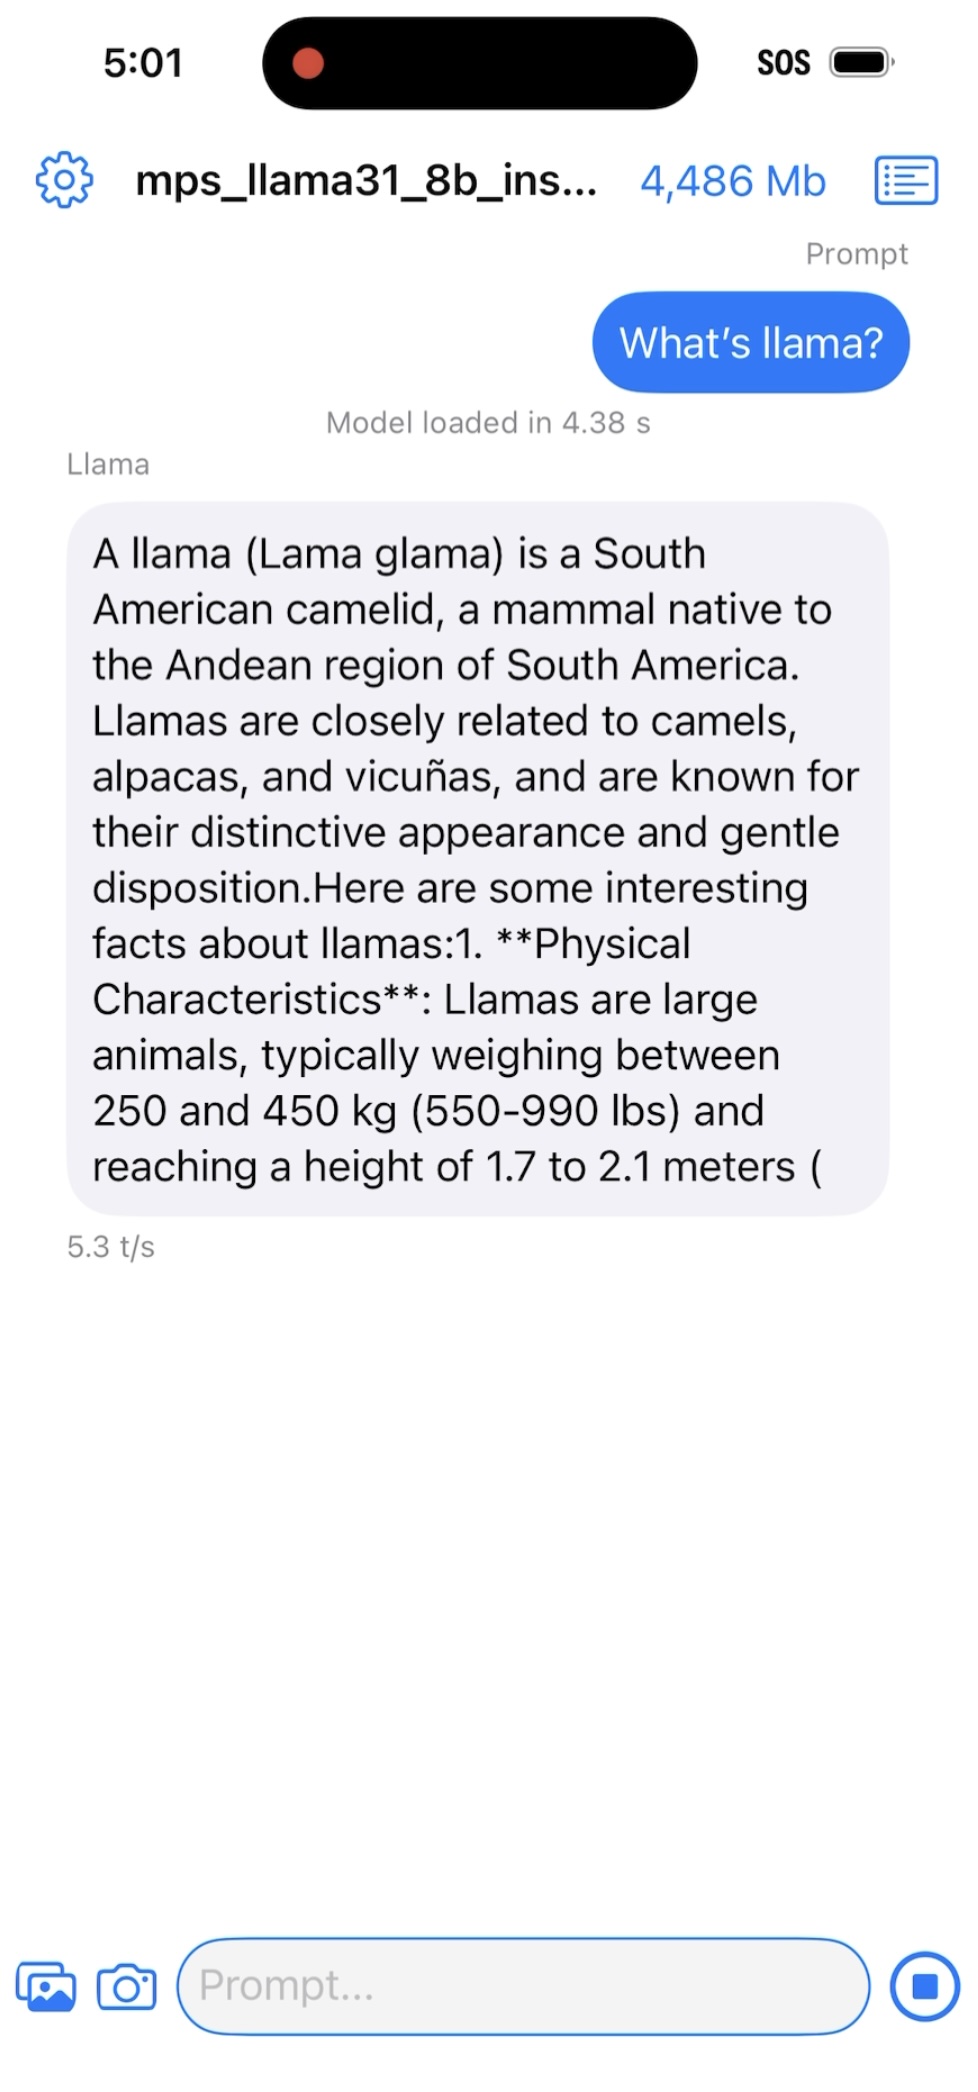 5:01
SOS
mps_llama31_8b_ins...
4,486 Mb
Prompt
What’s llama?
Model loaded in 4.38 s
Llama
A llama (Lama glama) is a South
American camelid, a mammal native to
the Andean region of South America.
Llamas are closely related to camels,
alpacas, and vicuñas, and are known for
their distinctive appearance and gentle
disposition.Here are some interesting
facts about llamas:1. **Physical
Characteristics**: Llamas are large
animals, typically weighing between
250 and 450 kg (550-990 lbs) and
reaching a height of 1.7 to 2.1 meters (
5.3 t/s
Prompt...